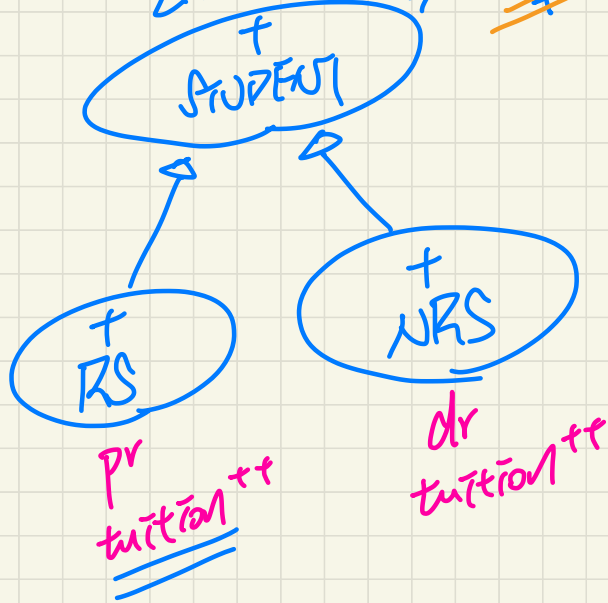 +
STUDENT
+
RS
+
NRS
pr
tuition++
dr
tuition++